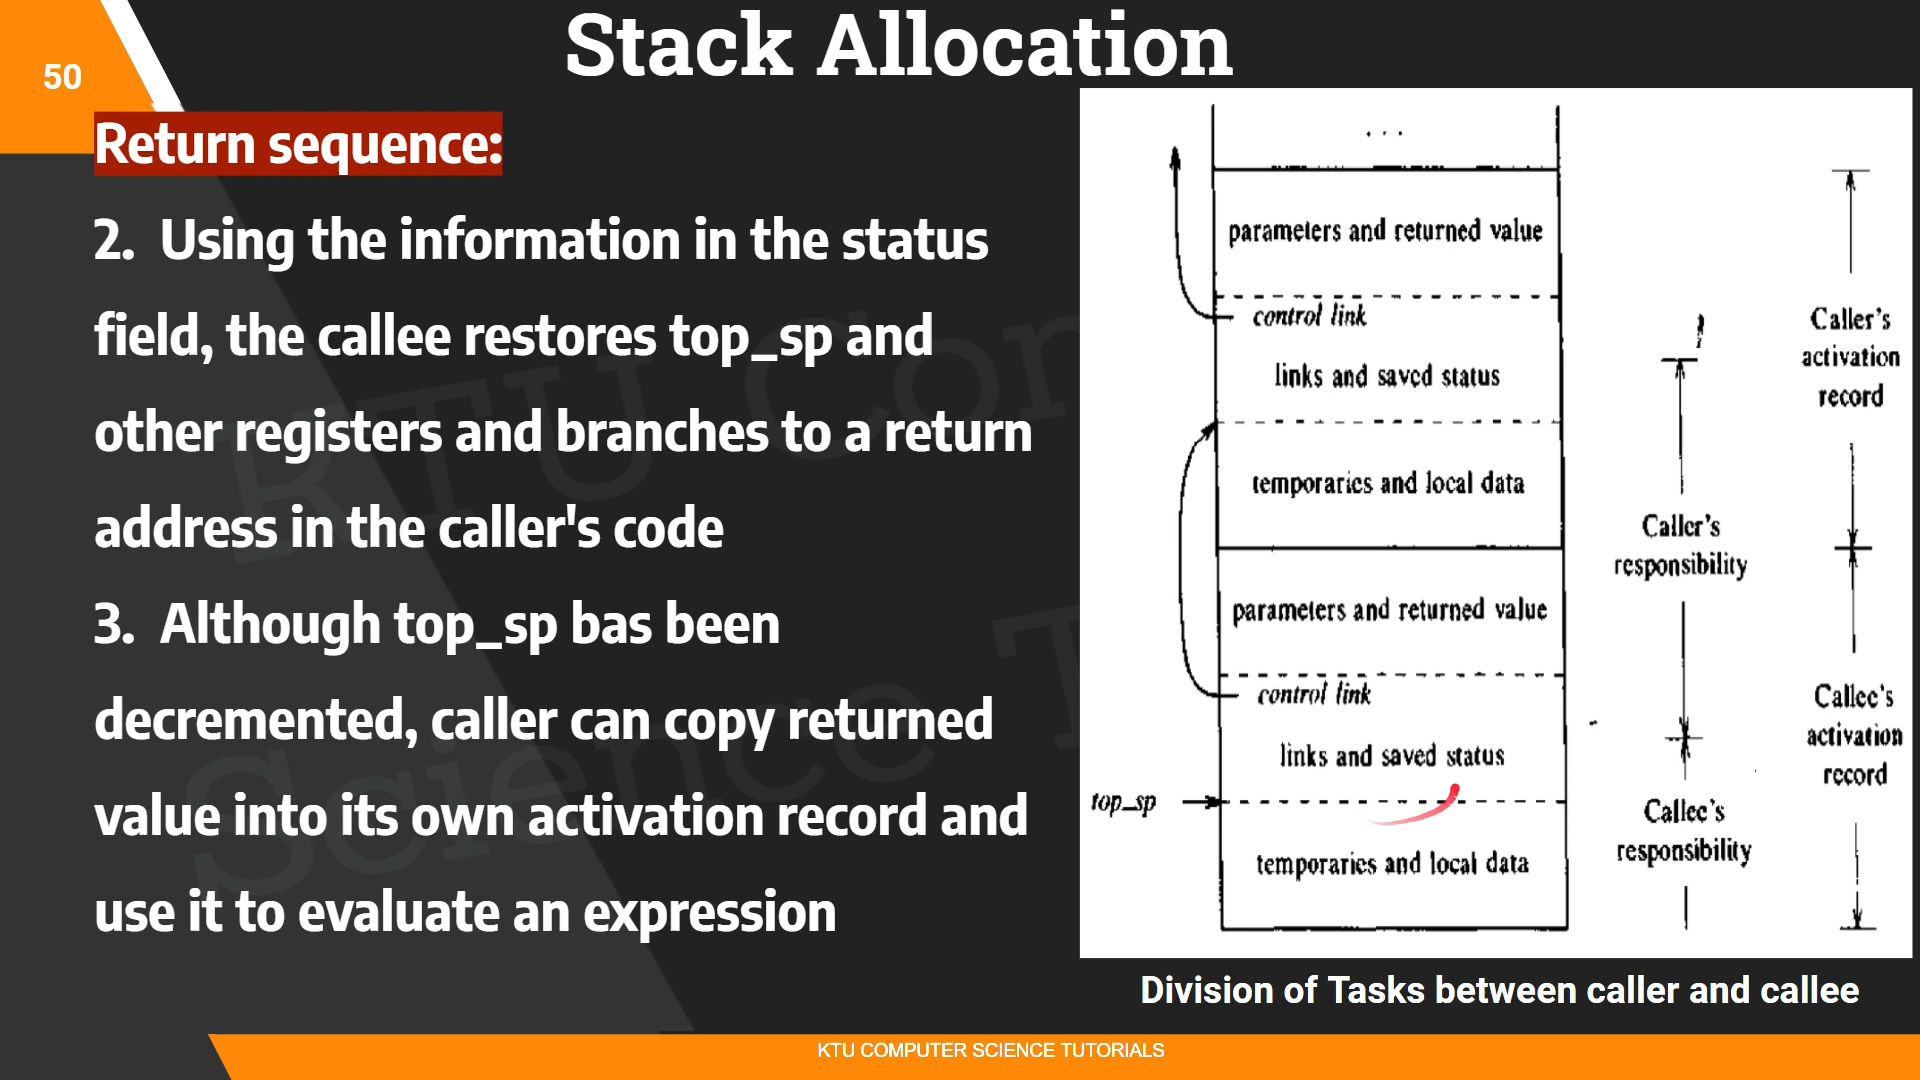 Stack Allocation
50
Return sequence:
2. Using the information in the status
field, the callee restores top_sp and
other registers and branches to a return
address in the caller's code
3. Although top_sp bas been
decremented, caller can copy returned
value into its own activation record and
use it to evaluate an expression
. . .
parameters and returned value
control link
links and saved status
temporaries and local data
parameters and returned value
control link
links and saved status
top_sp
temporaries and local data
Caller's
responsibility
Callee's
responsibility
Caller's
activation
record
Callee's
activation
record
Division of Tasks between caller and callee
KTU COMPUTER SCIENCE TUTORIALS